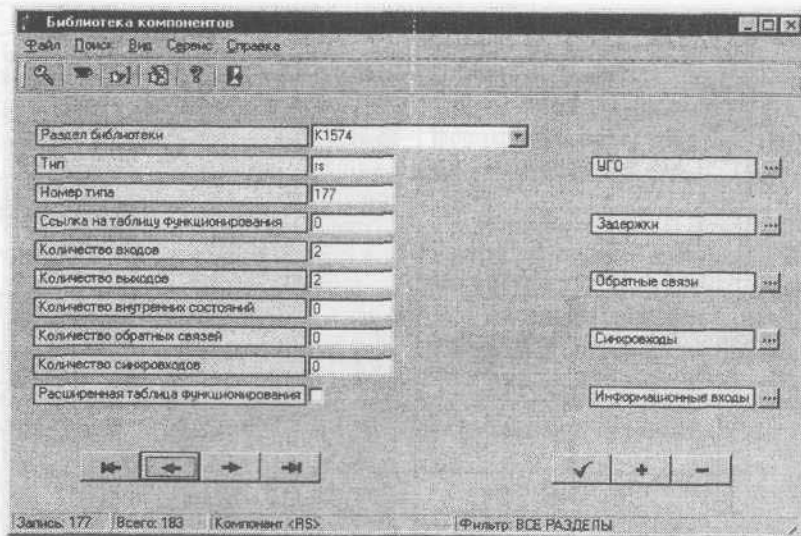 Библиотека компонентов
Файл Поиск Вид Сервис Справка
Раздел библиотеки K1574
Тип rs
Номер типа 177
Ссылка на таблицу функционирования 0
Количество входов 2
Количество выходов 2
Количество внутренних состояний 0
Количество обратных связей 0
Количество синхровходов 0
Расширенная таблица функционирования
УГО ...
Задержки ...
Обратные связи ...
Синхровходы ...
Информационные входы ...
Запись: 177 Всего: 183 Компонент <RS> Фильтр: ВСЕ РАЗДЕЛЫ